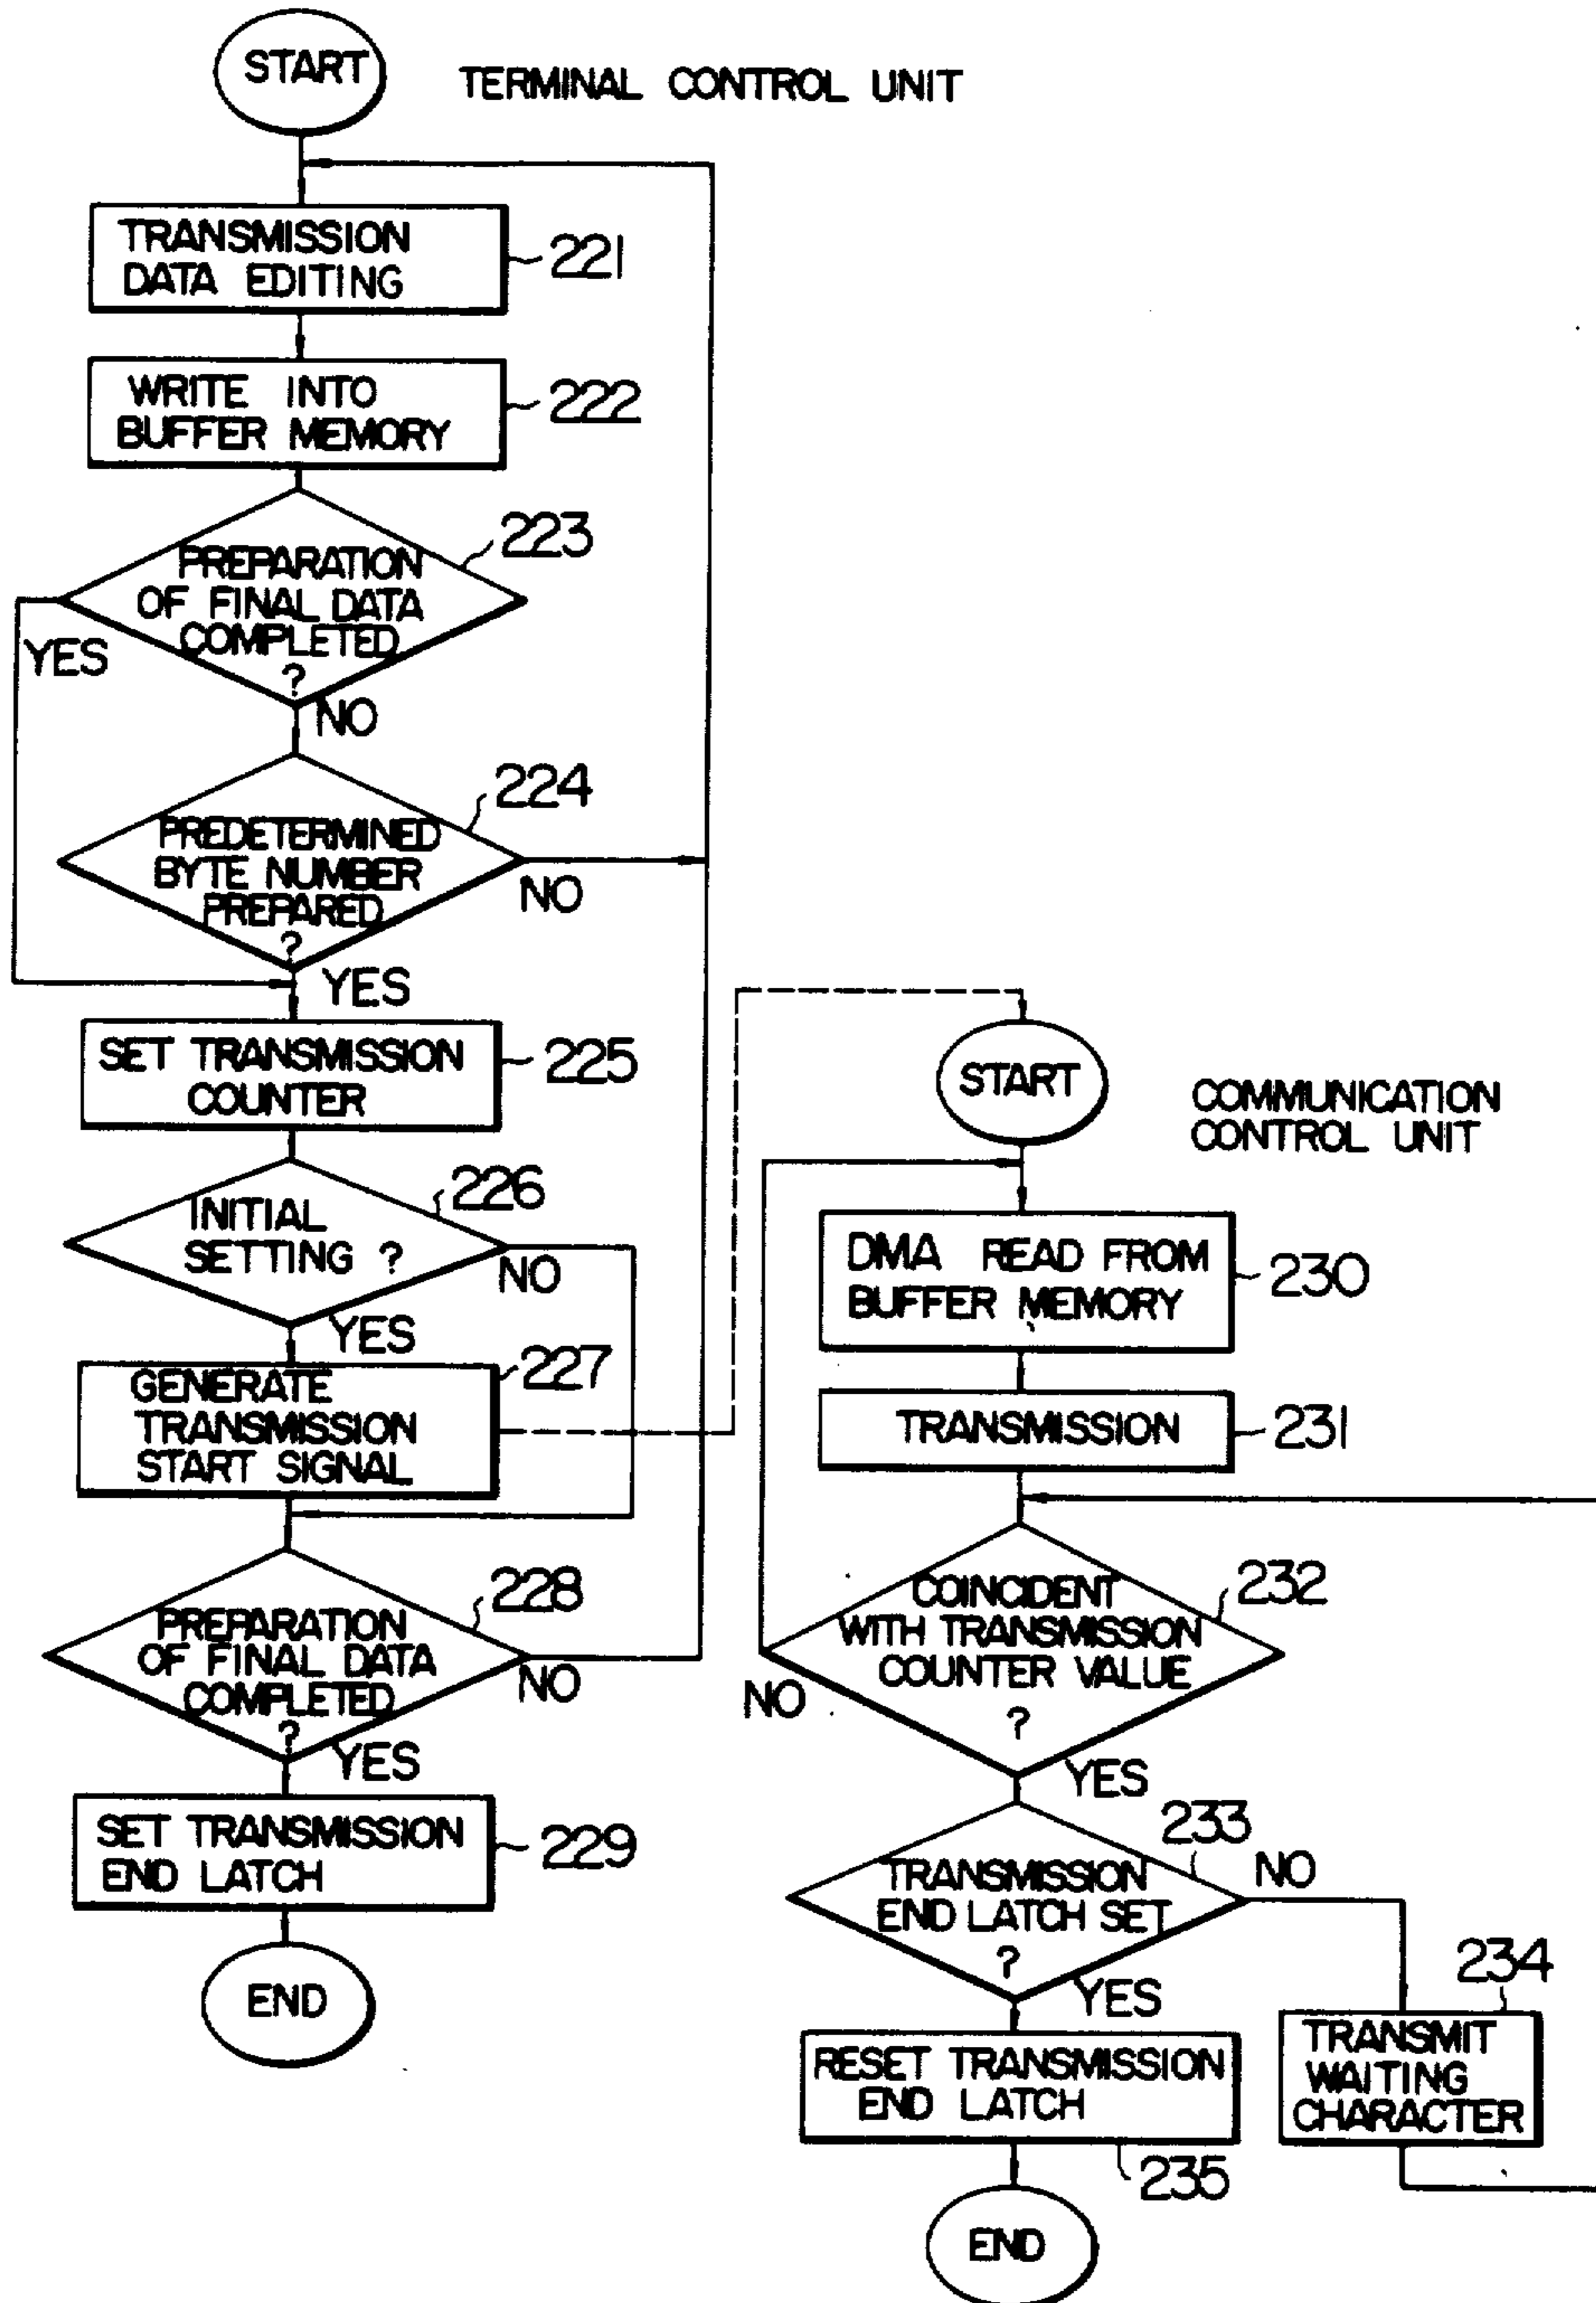 START
TERMINAL CONTROL UNIT
TRANSMISSION
DATA EDITING
221
WRITE INTO
BUFFER MEMORY
222
223
PREPARATION
OF FINAL DATA
COMPLETED
?
YES
NO
224
PREDETERMINED
BYTE NUMBER
PREPARED
?
NO
YES
SET TRANSMISSION
COUNTER
225
226
INITIAL
SETTING ?
NO
YES
227
GENERATE
TRANSMISSION
START SIGNAL
228
PREPARATION
OF FINAL DATA
COMPLETED
?
NO
YES
SET TRANSMISSION
END LATCH
229
END
START
COMMUNICATION
CONTROL UNIT
DMA READ FROM
BUFFER MEMORY
230
TRANSMISSION
231
232
COINCIDENT
WITH TRANSMISSION
COUNTER VALUE
?
NO
YES
233
TRANSMISSION
END LATCH SET
?
NO
YES
234
TRANSMIT
WAITING
CHARACTER
RESET TRANSMISSION
END LATCH
235
END